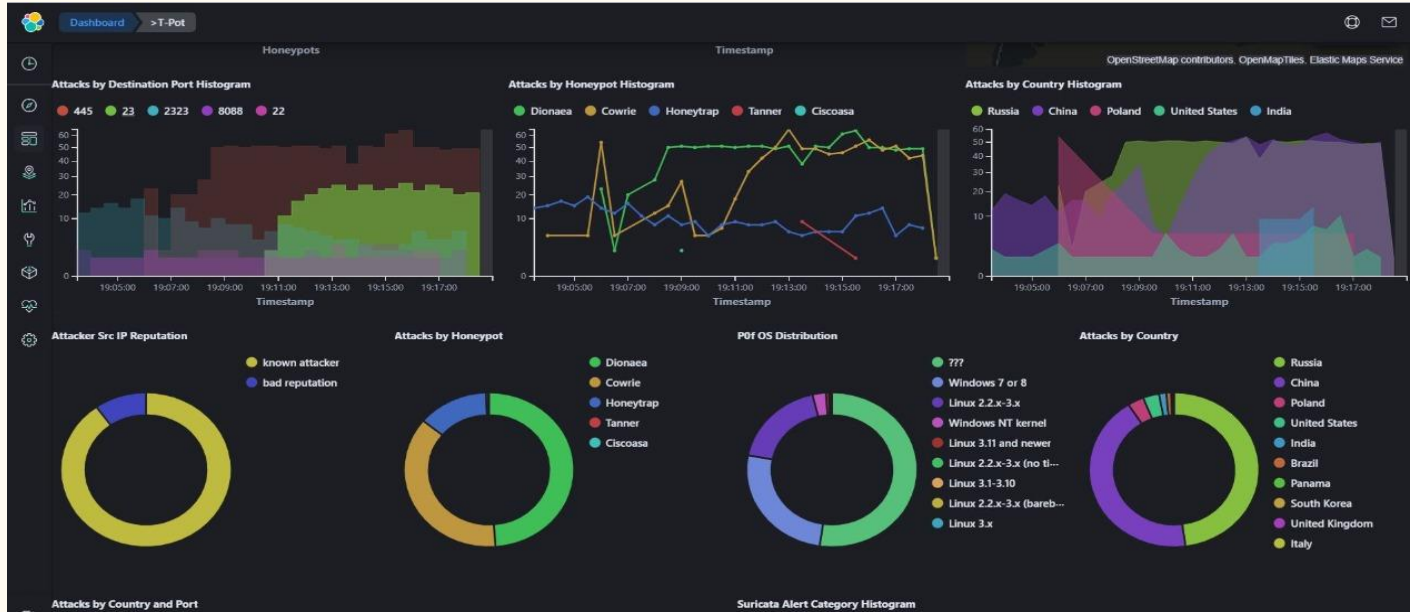 Dashboard >T-Pot
Honeypots
Timestamp
OpenStreetMap contributors, OpenMapTiles, Elastic Maps Service
Attacks by Destination Port Histogram
445 23 2323 8088 22
60
50
40
30
20
10
0
19:05:00 19:07:00 19:09:00 19:11:00 19:13:00 19:15:00 19:17:00
Timestamp
Attacks by Honeypot Histogram
Dionaea Cowrie Honeytrap Tanner Ciscoasa
60
50
40
30
20
10
0
19:05:00 19:07:00 19:09:00 19:11:00 19:13:00 19:15:00 19:17:00
Timestamp
Attacks by Country Histogram
Russia China Poland United States India
60
50
40
30
20
10
0
19:05:00 19:07:00 19:09:00 19:11:00 19:13:00 19:15:00 19:17:00
Timestamp
Attacker Src IP Reputation
known attacker
bad reputation
Attacks by Honeypot
Dionaea
Cowrie
Honeytrap
Tanner
Ciscoasa
P0f OS Distribution
???
Windows 7 or 8
Linux 2.2.x-3.x
Windows NT kernel
Linux 3.11 and newer
Linux 2.2.x-3.x (no ti---
Linux 3.1-3.10
Linux 2.2.x-3.x (bareb---
Linux 3.x
Attacks by Country
Russia
China
Poland
United States
India
Brazil
Panama
South Korea
United Kingdom
Italy
Attacks by Country and Port
Suricata Alert Category Histogram